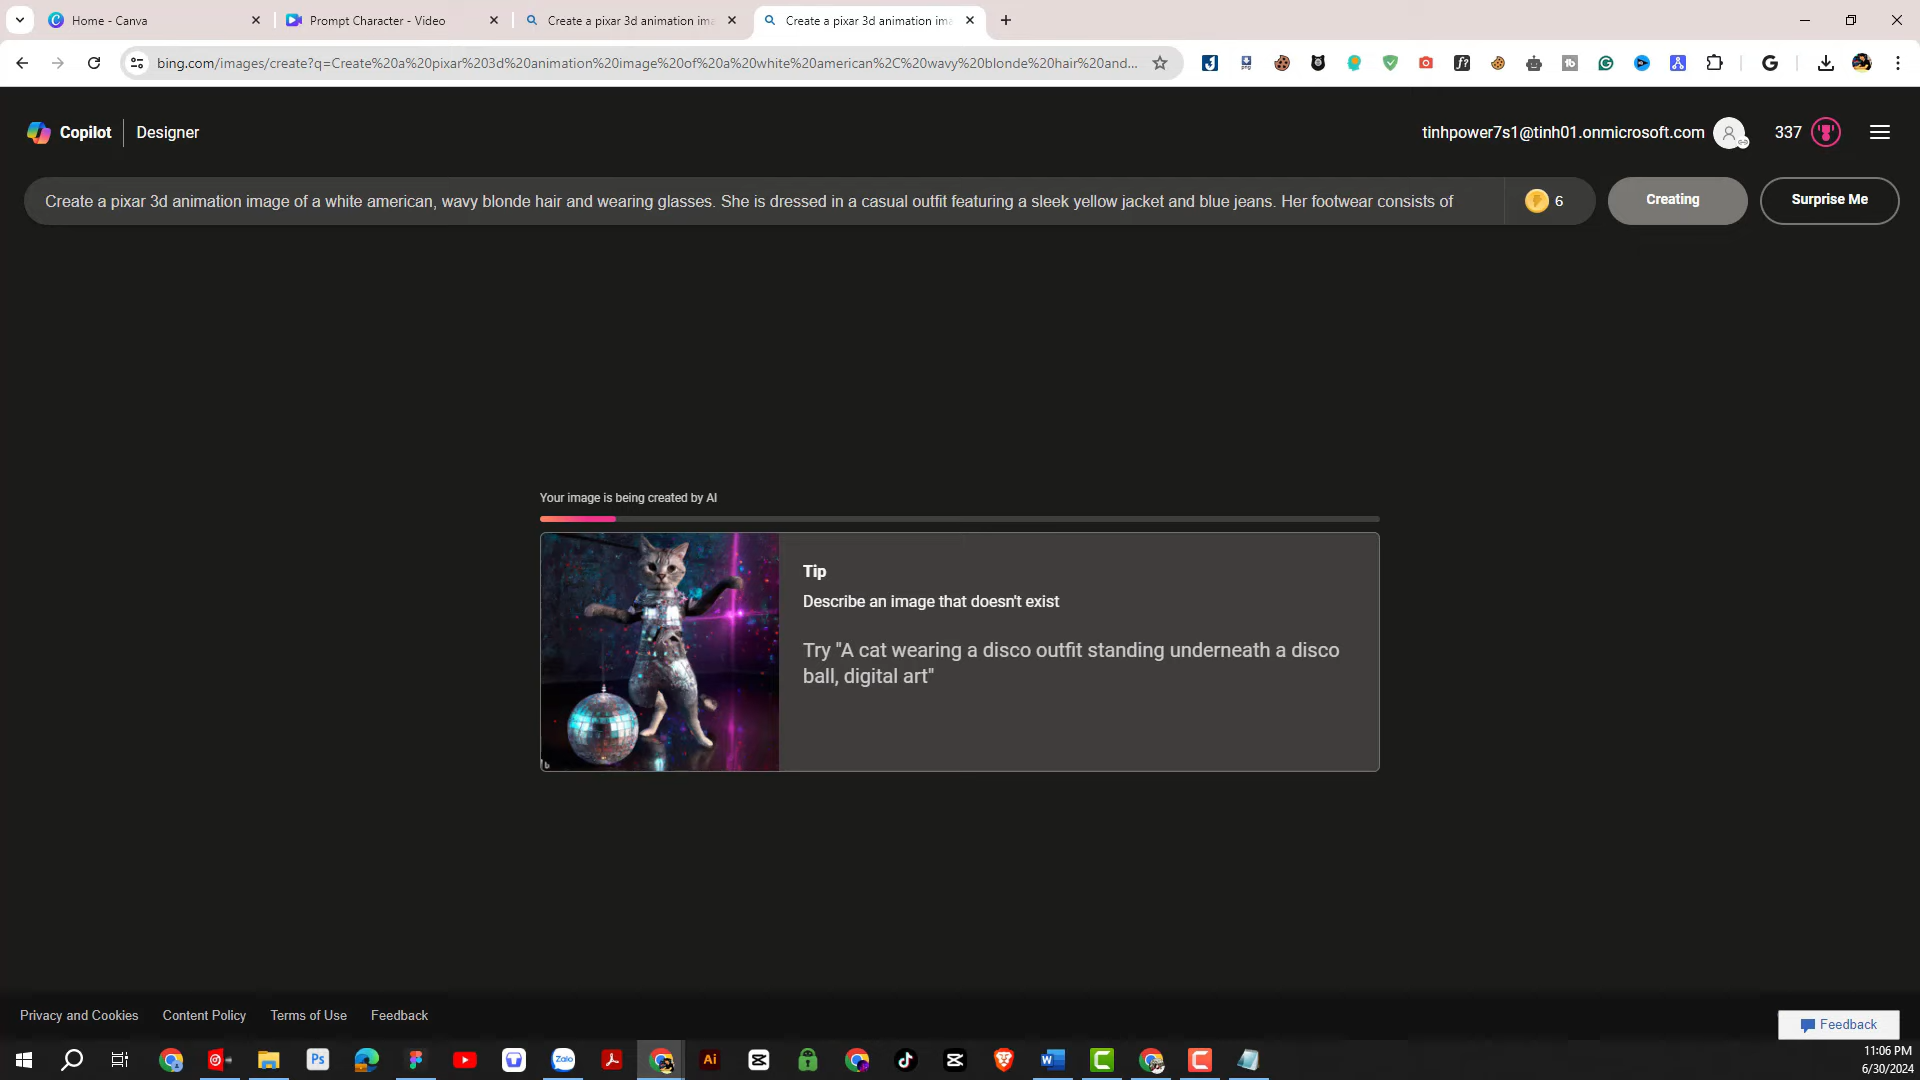 Home - Canva
Prompt Character - Video
Create a pixar 3d animation ima
Create a pixar 3d animation ima
bing.com/images/create?q=Create%20a%20pixar%203d%20animation%20image%20of%20a%20white%20american%2C%20wavy%20blonde%20hair%20and...
Copilot
Designer
tinhpower7s1@tinh01.onmicrosoft.com
337
Create a pixar 3d animation image of a white american, wavy blonde hair and wearing glasses. She is dressed in a casual outfit featuring a sleek yellow jacket and blue jeans. Her footwear consists of
6
Creating
Surprise Me
Your image is being created by AI
Tip
Describe an image that doesn't exist
Try "A cat wearing a disco outfit standing underneath a disco
ball, digital art"
Privacy and Cookies
Content Policy
Terms of Use
Feedback
Feedback
Ps
Zalo
Ai
11:06 PM
6/30/2024